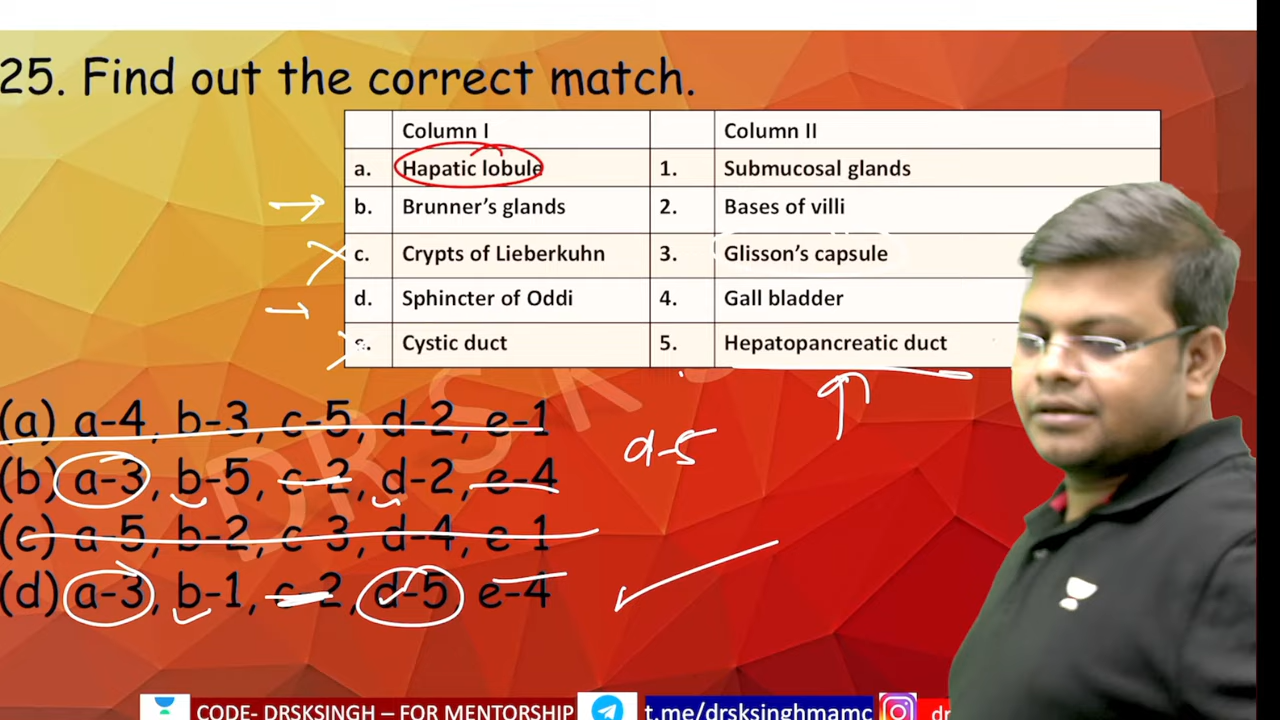 25. Find out the correct match.
Column I Column II
a. Hapatic lobule 1. Submucosal glands
b. Brunner's glands 2. Bases of villi
c. Crypts of Lieberkuhn 3. Glisson's capsule
d. Sphincter of Oddi 4. Gall bladder
e. Cystic duct 5. Hepatopancreatic duct
(a) a-4, b-3, c-5, d-2, e-1
d-5
(b) a-3, b-5, c-2, d-2, e-4
(c) a-5, b-2, c-3, d-4, e-1
(d) a-3, b-1, c-2, d-5, e-4
DRSKS
CODE- DRSKSINGH – FOR MENTORSHIP t.me/drsksinghmamc dr